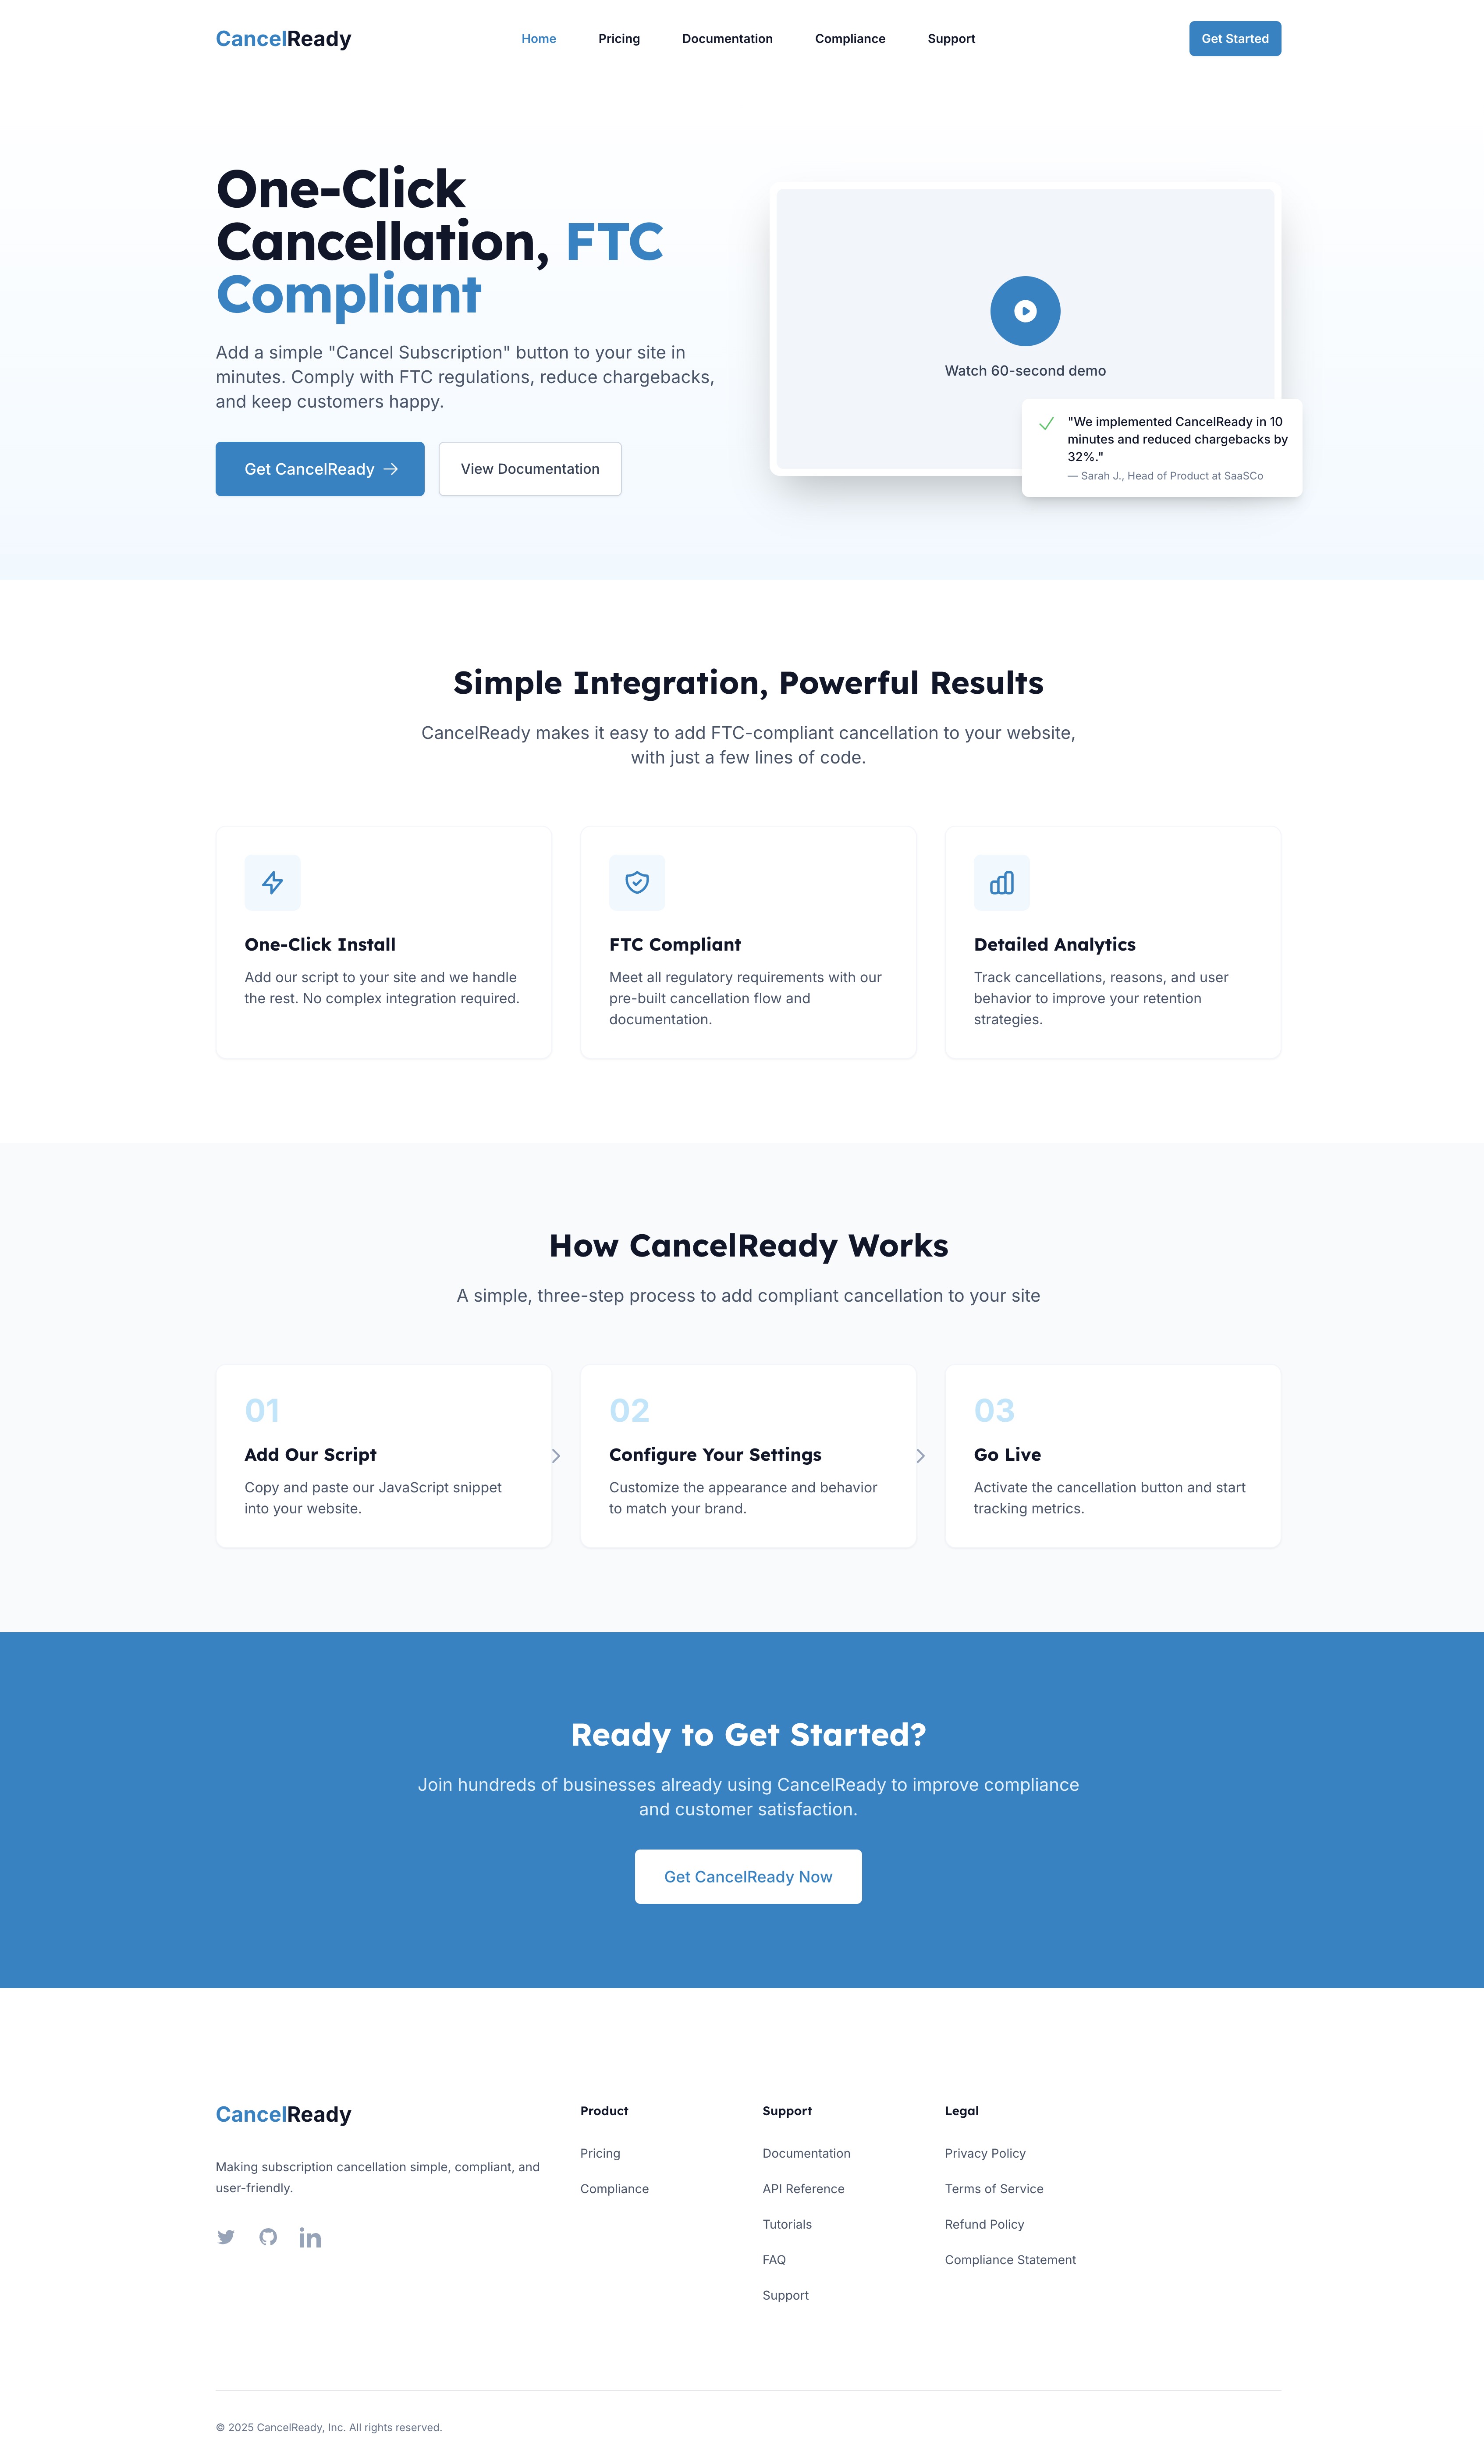 CancelReady
Home
Pricing
Documentation
Compliance
Support
Get Started
One-Click
Cancellation, FTC
Compliant
Add a simple "Cancel Subscription" button to your site in
minutes. Comply with FTC regulations, reduce chargebacks,
and keep customers happy.
Get CancelReady
View Documentation
Watch 60-second demo
"We implemented CancelReady in 10
minutes and reduced chargebacks by
32%."
— Sarah J., Head of Product at SaaSCo
Simple Integration, Powerful Results
CancelReady makes it easy to add FTC-compliant cancellation to your website,
with just a few lines of code.
One-Click Install
Add our script to your site and we handle
the rest. No complex integration required.
FTC Compliant
Meet all regulatory requirements with our
pre-built cancellation flow and
documentation.
Detailed Analytics
Track cancellations, reasons, and user
behavior to improve your retention
strategies.
How CancelReady Works
A simple, three-step process to add compliant cancellation to your site
01
Add Our Script
Copy and paste our JavaScript snippet
into your website.
02
Configure Your Settings
Customize the appearance and behavior
to match your brand.
03
Go Live
Activate the cancellation button and start
tracking metrics.
Ready to Get Started?
Join hundreds of businesses already using CancelReady to improve compliance
and customer satisfaction.
Get CancelReady Now
CancelReady
Making subscription cancellation simple, compliant, and
user-friendly.
Product
Pricing
Compliance
Support
Documentation
API Reference
Tutorials
FAQ
Support
Legal
Privacy Policy
Terms of Service
Refund Policy
Compliance Statement
© 2025 CancelReady, Inc. All rights reserved.